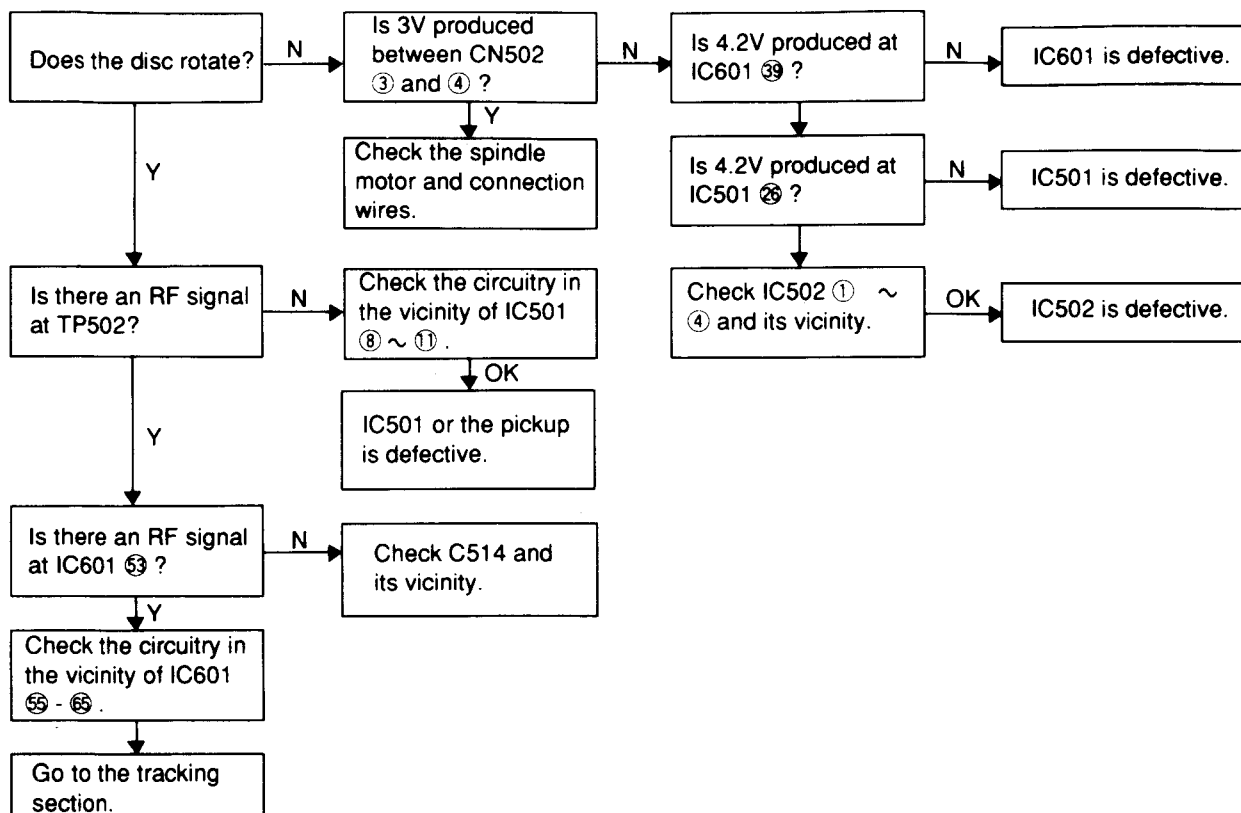 Does the disc rotate?
N
Is 3V produced
between CN502
③ and ④ ?
N
Is 4.2V produced at
IC601 ㊴ ?
N
IC601 is defective.
Y
Y
Check the spindle
motor and connection
wires.
Is 4.2V produced at
IC501 ㉖ ?
N
IC501 is defective.
Is there an RF signal
at TP502?
N
Check the circuitry in
the vicinity of IC501
⑧ ~ ⑪ .
Check IC502 ① ~
④ and its vicinity.
OK
IC502 is defective.
OK
IC501 or the pickup
is defective.
Y
Is there an RF signal
at IC601 53 ?
N
Check C514 and
its vicinity.
Y
Check the circuitry in
the vicinity of IC601
55 - 65 .
Go to the tracking
section.